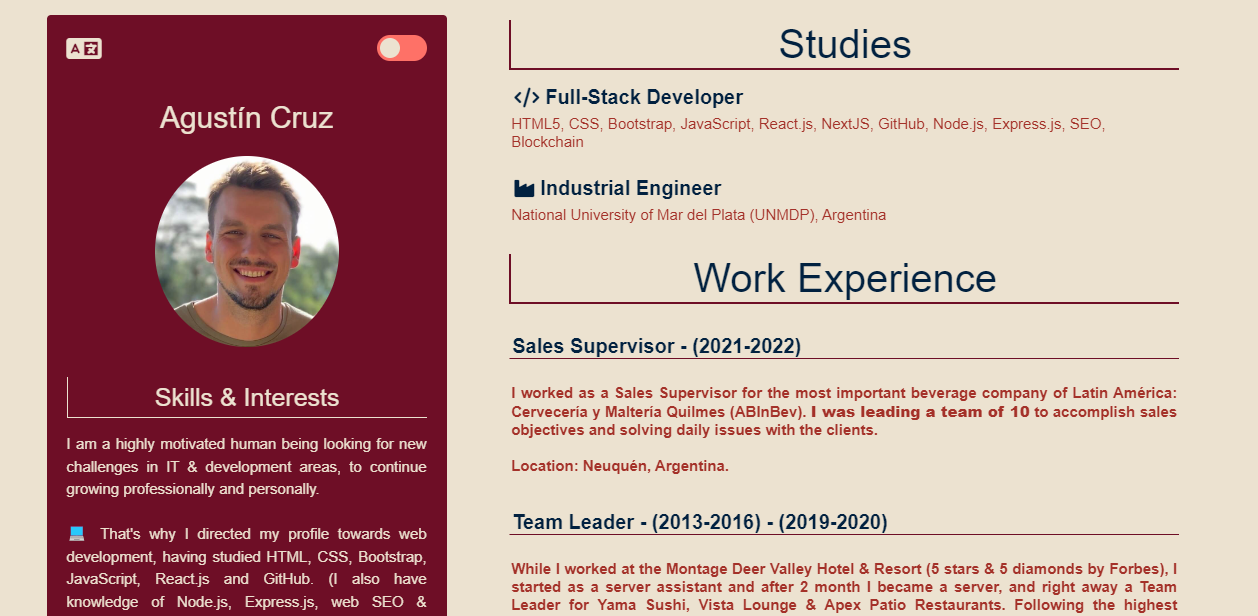 Agustín Cruz
Skills & Interests
I am a highly motivated human being looking for new
challenges in IT & development areas, to continue
growing professionally and personally.
💻 That's why I directed my profile towards web
development, having studied HTML, CSS, Bootstrap,
JavaScript, React.js and GitHub. (I also have
knowledge of Node.js, Express.js, web SEO &
Studies
</> Full-Stack Developer
HTML5, CSS, Bootstrap, JavaScript, React.js, NextJS, GitHub, Node.js, Express.js, SEO,
Blockchain
Industrial Engineer
National University of Mar del Plata (UNMDP), Argentina
Work Experience
Sales Supervisor - (2021-2022)
I worked as a Sales Supervisor for the most important beverage company of Latin América:
Cervecería y Maltería Quilmes (ABInBev). I was leading a team of 10 to accomplish sales
objectives and solving daily issues with the clients.
Location: Neuquén, Argentina.
Team Leader - (2013-2016) - (2019-2020)
While I worked at the Montage Deer Valley Hotel & Resort (5 stars & 5 diamonds by Forbes), I
started as a server assistant and after 2 month I became a server, and right away a Team
Leader for Yama Sushi, Vista Lounge & Apex Patio Restaurants. Following the highest